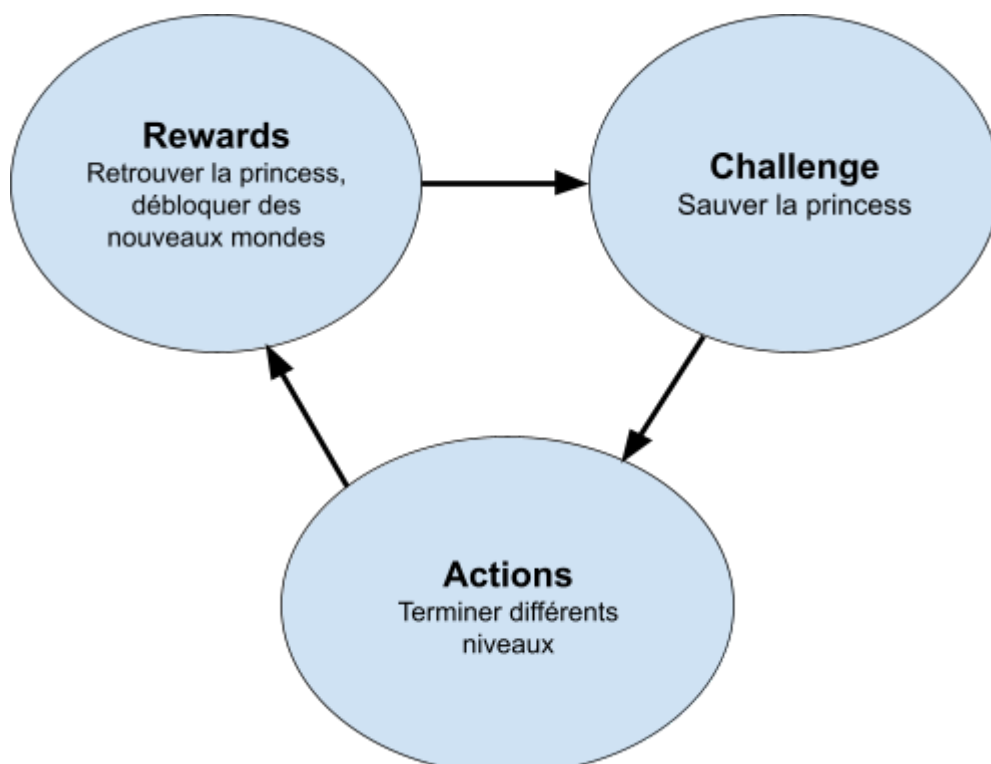 Rewards
Retrouver la princess,
débloquer des
nouveaux mondes
Challenge
Sauver la princess
Actions
Terminer différents
niveaux